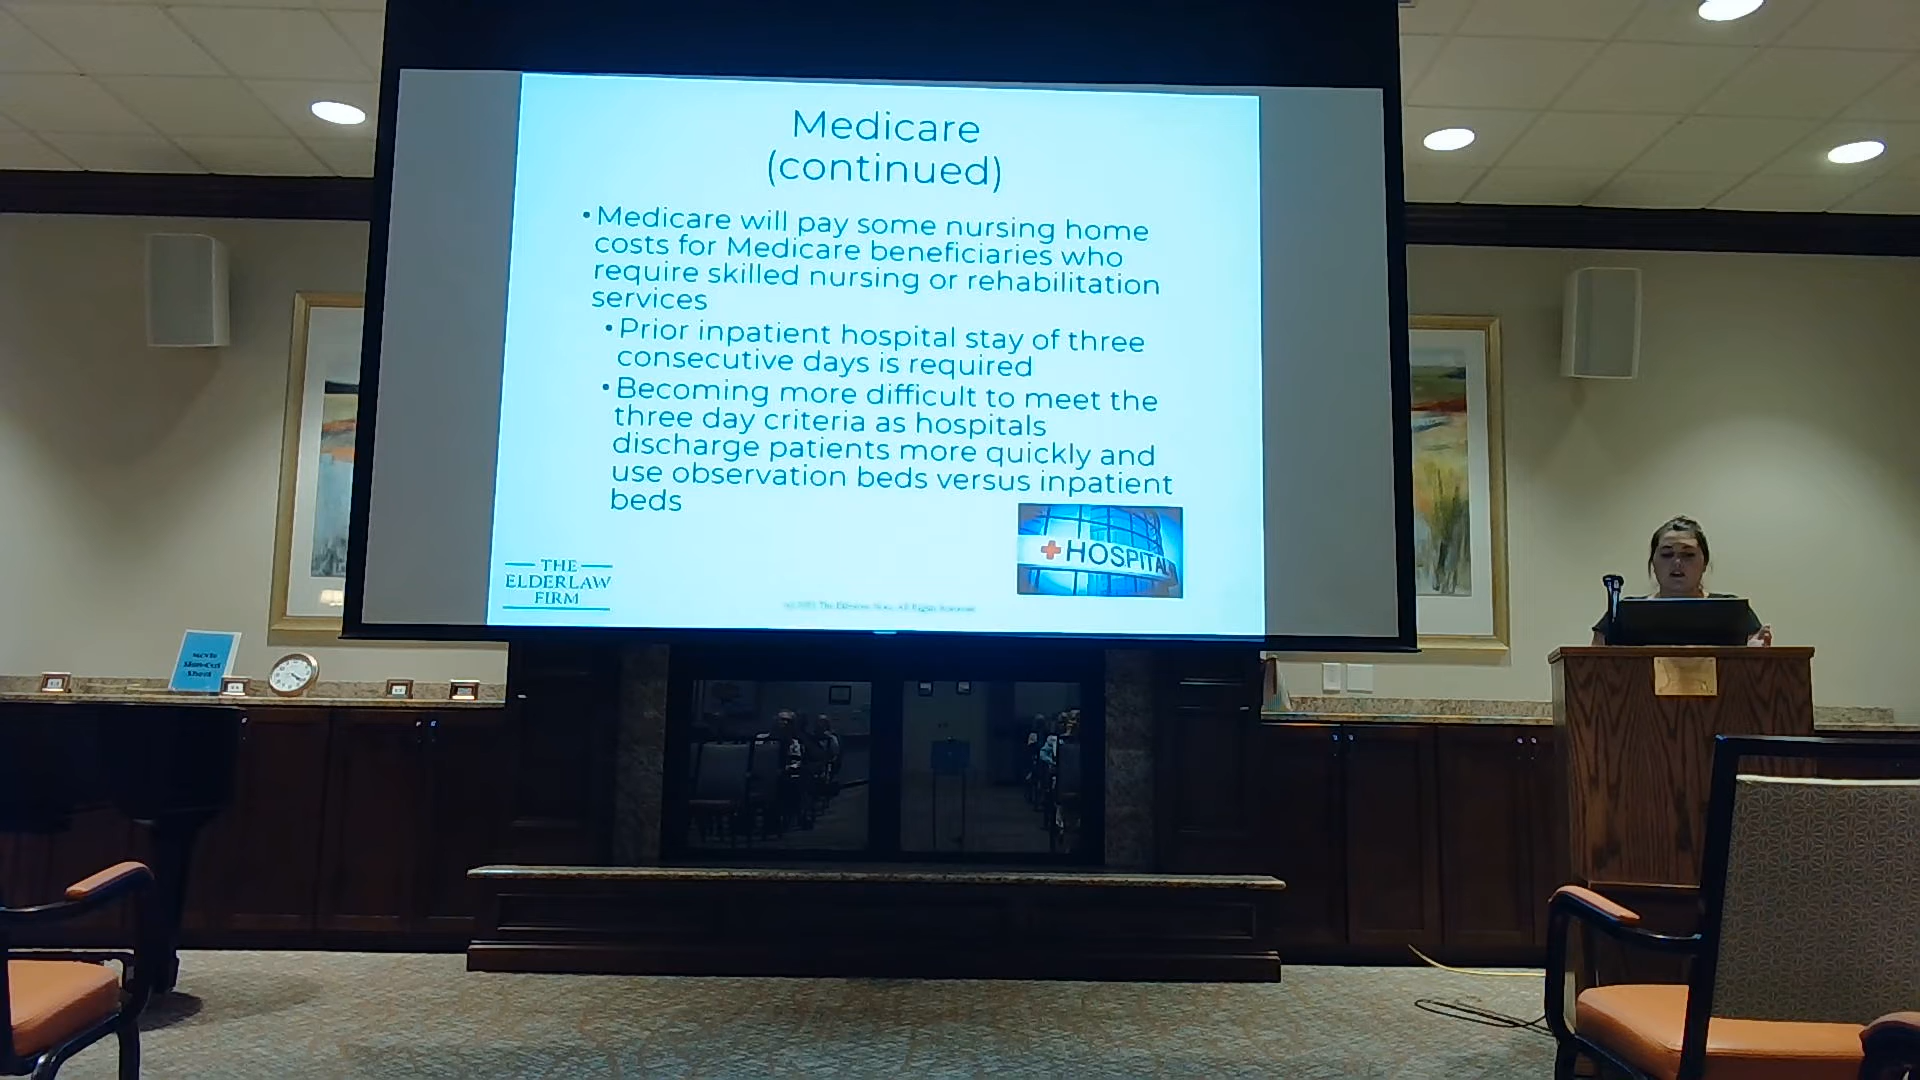 Medicare
(continued)
•Medicare will pay some nursing home
costs for Medicare beneficiaries who
require skilled nursing or rehabilitation
services
•Prior inpatient hospital stay of three
consecutive days is required
•Becoming more difficult to meet the
three day criteria as hospitals
discharge patients more quickly and
use observation beds versus inpatient
beds
HOSPITAL
THE
ELDERLAW
FIRM